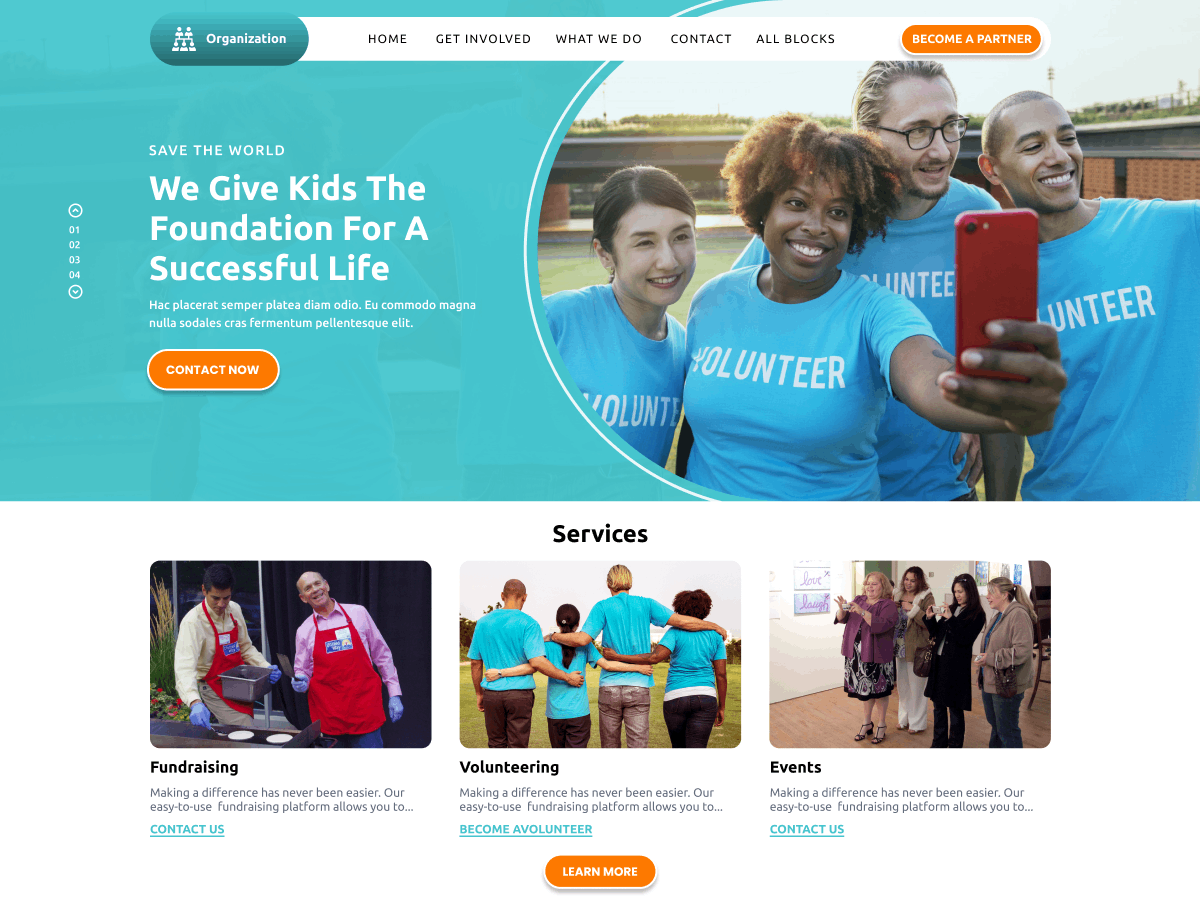 Organization
HOME GET INVOLVED WHAT WE DO CONTACT ALL BLOCKS
BECOME A PARTNER
SAVE THE WORLD
We Give Kids The
Foundation For A
Successful Life
Hac placerat semper platea diam odio. Eu commodo magna
nulla sodales cras fermentum pellentesque elit.
CONTACT NOW
01
02
03
04
VOLUNTE
VOLUNTEER
VOLUNTEE
UNTEER
Services
love
laugh
Fundraising
Making a difference has never been easier. Our
easy-to-use fundraising platform allows you to...
CONTACT US
Volunteering
Making a difference has never been easier. Our
easy-to-use fundraising platform allows you to...
BECOME AVOLUNTEER
Events
Making a difference has never been easier. Our
easy-to-use fundraising platform allows you to...
CONTACT US
LEARN MORE